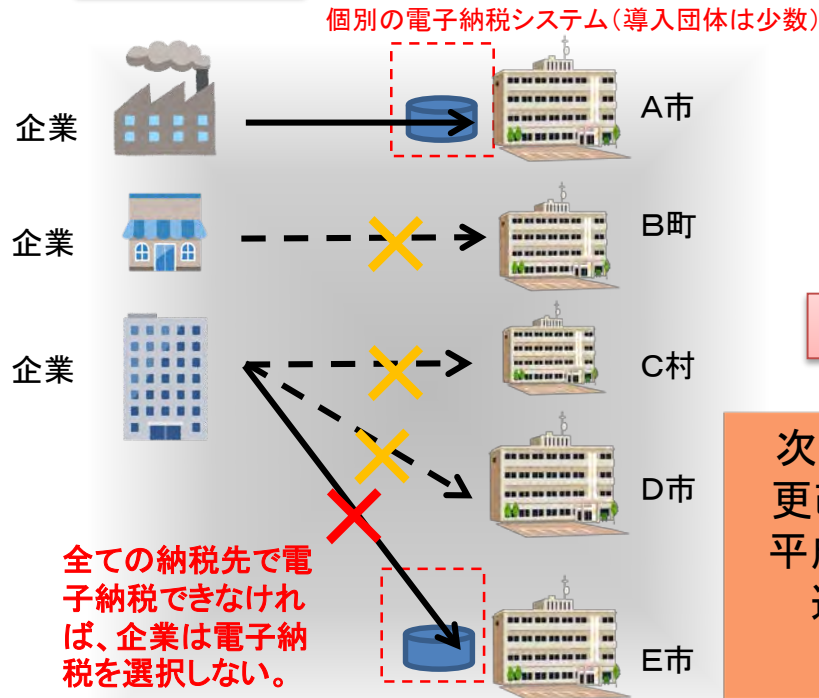 個別の電子納税システム(導入団体は少数)
企業
A市
企業
B町
企業
C村
D市
全ての納税先で電
子納税できなけれ
ば、企業は電子納
税を選択しない。
E市
次
更改
平成